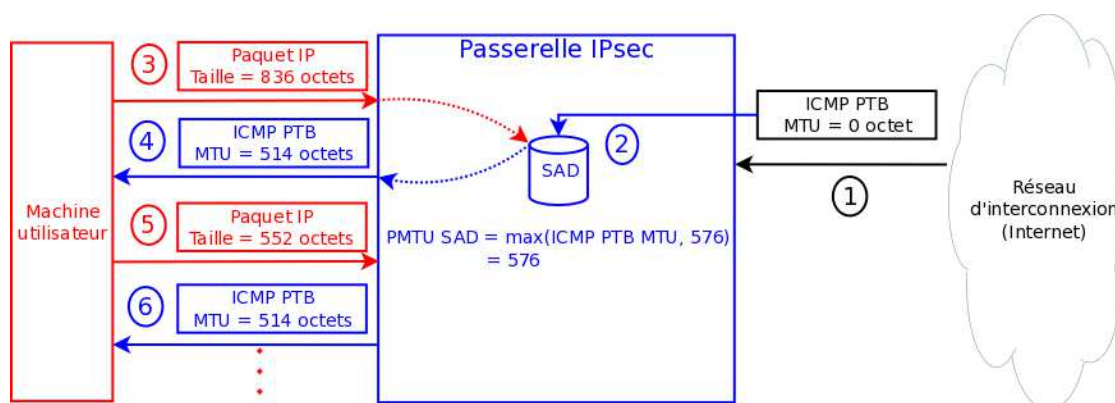 Passerelle IPsec
3
Paquet IP
Taille = 836 octets
ICMP PTB
MTU = 0 octet
4
ICMP PTB
MTU = 514 octets
2
SAD
1
Machine
utilisateur
5
Paquet IP
Taille = 552 octets
PMTU SAD = max(ICMP PTB MTU, 576)
= 576
Réseau
d'interconnexion
(Internet)
6
ICMP PTB
MTU = 514 octets